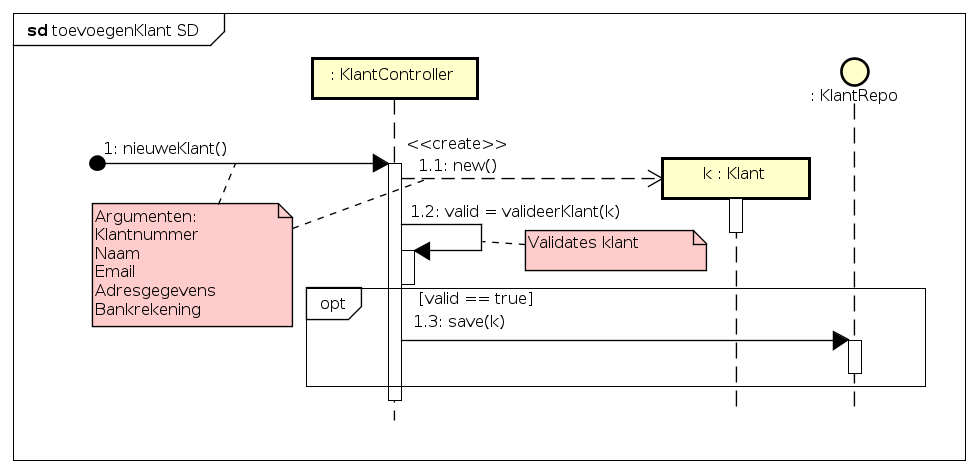 sd toevoegenKlant SD
: KlantController
: KlantRepo
1: nieuweKlant()
<<create>>
1.1: new()
k : Klant
Argumenten:
Klantnummer
Naam
Email
Adresgegevens
Bankrekening
1.2: valid = valideerKlant(k)
Validates klant
opt
[valid == true]
1.3: save(k)